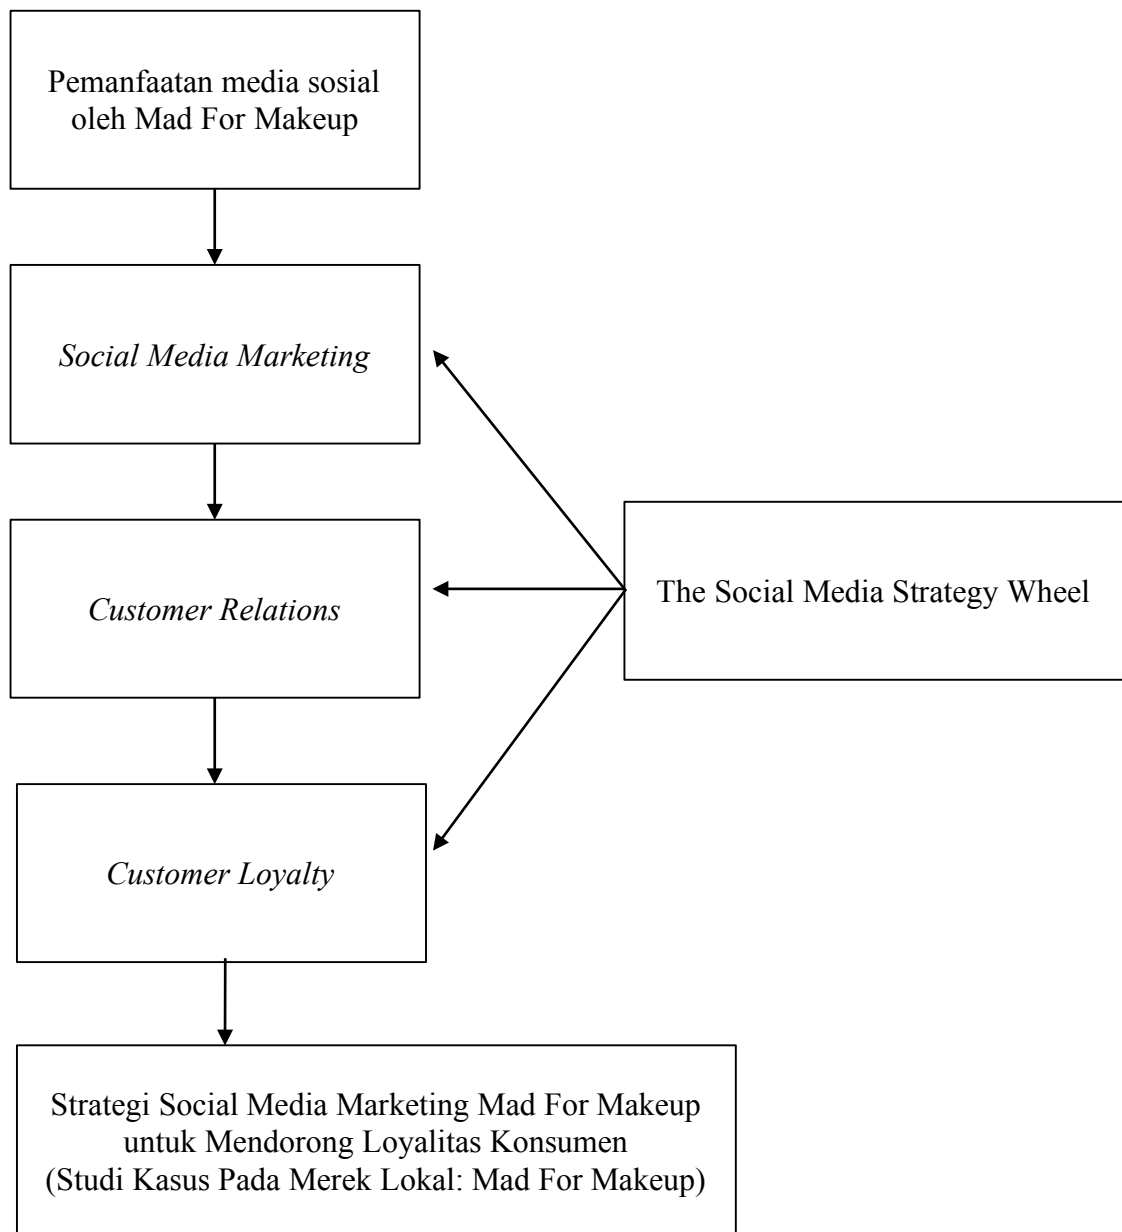 Pemanfaatan media sosial
oleh Mad For Makeup
Social Media Marketing
Customer Relations
The Social Media Strategy Wheel
Customer Loyalty
Strategi Social Media Marketing Mad For Makeup
untuk Mendorong Loyalitas Konsumen
(Studi Kasus Pada Merek Lokal: Mad For Makeup)